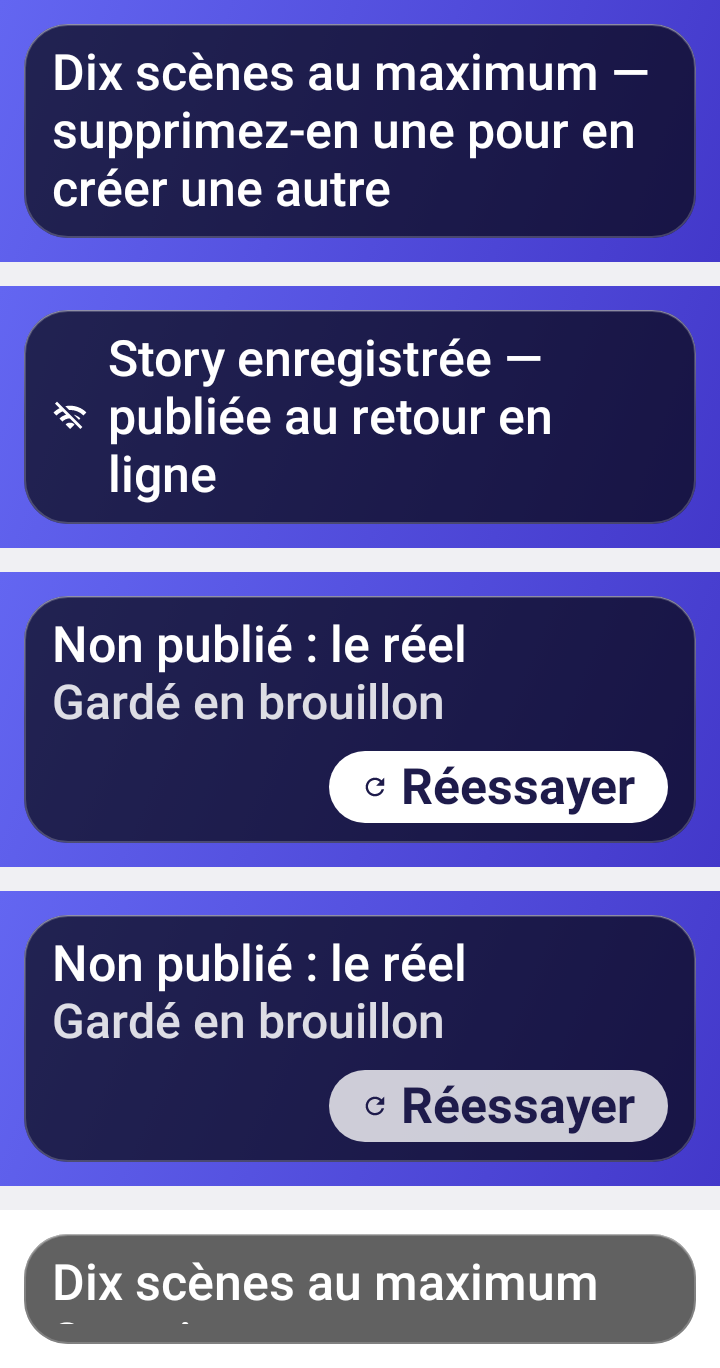 Dix scènes au maximum —
supprimez-en une pour en
créer une autre
Story enregistrée —
publiée au retour en
ligne
Non publié : le réel
Gardé en brouillon
Réessayer
Non publié : le réel
Gardé en brouillon
Réessayer
Dix scènes au maximum